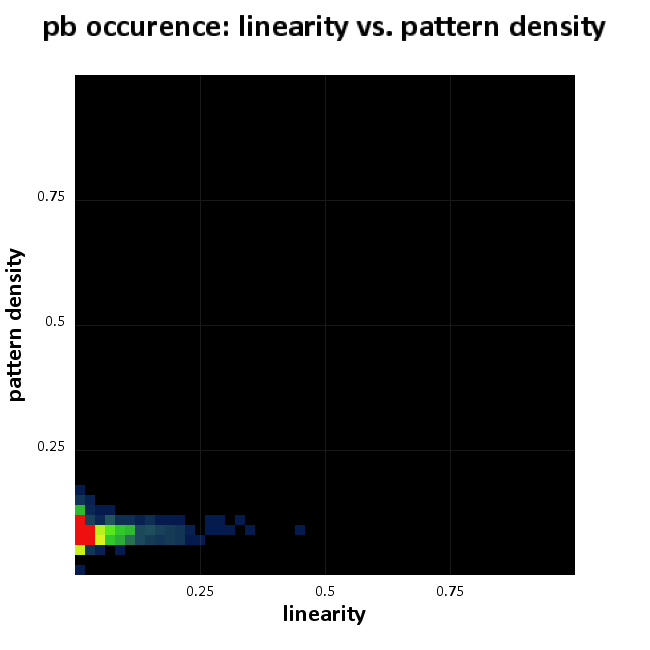 pb occurence: linearity vs. pattern density
0.75
0.5
0.25
pattern density
0.25 0.5 0.75
linearity